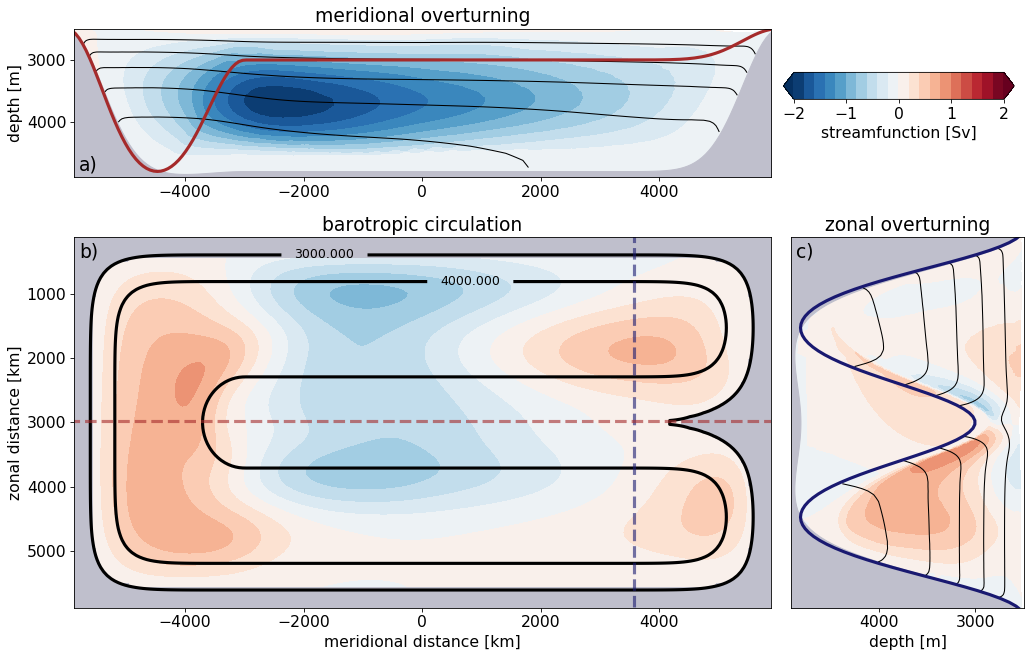 meridional overturning
depth [m]
3000
4000
a)
−4000
−2000
0
2000
4000
−2
−1
0
1
2
streamfunction [Sv]
barotropic circulation
zonal distance [km]
1000
2000
3000
4000
5000
b)
3000.000
4000.000
−4000
−2000
0
2000
4000
meridional distance [km]
zonal overturning
c)
4000
3000
depth [m]